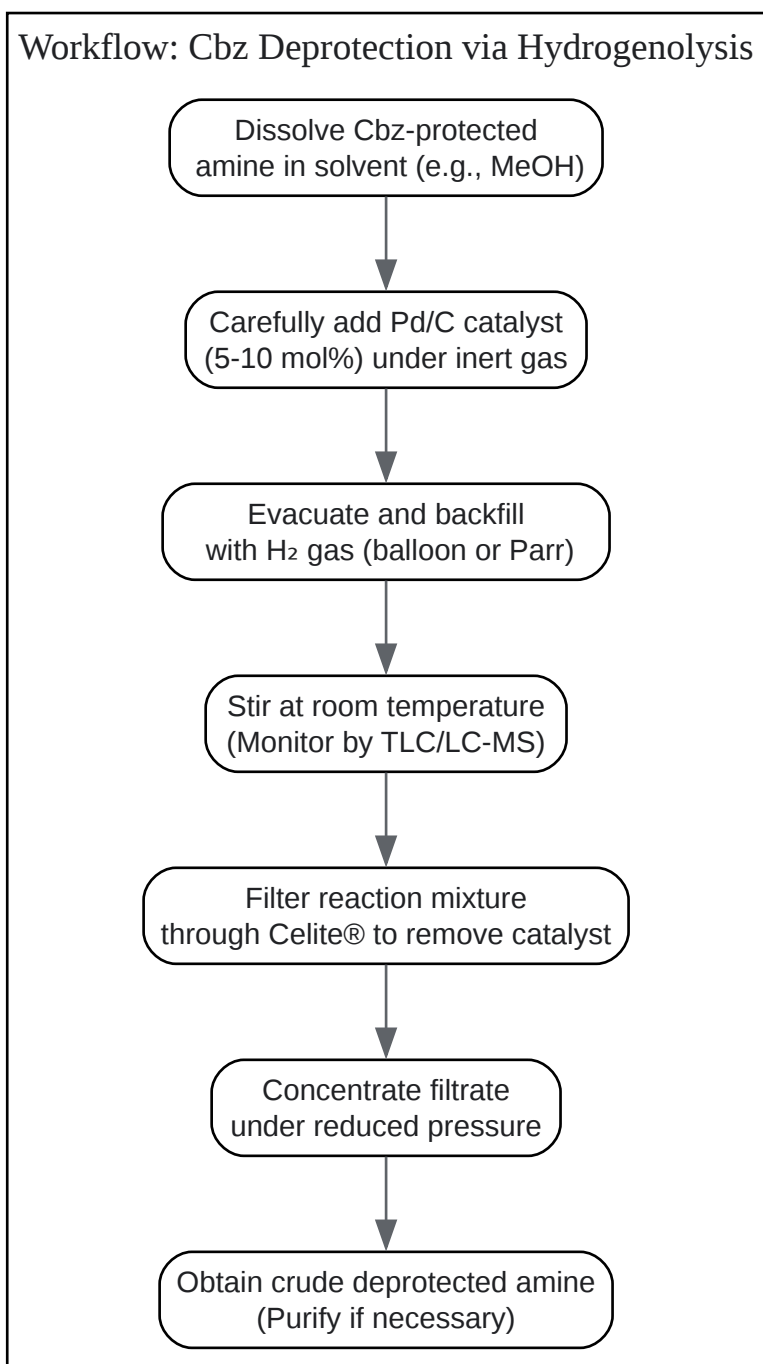 Workflow: Cbz Deprotection via Hydrogenolysis
Dissolve Cbz-protected
amine in solvent (e.g., MeOH)
Carefully add Pd/C catalyst
(5-10 mol%) under inert gas
Evacuate and backfill
with H₂ gas (balloon or Parr)
Stir at room temperature
(Monitor by TLC/LC-MS)
Filter reaction mixture
through Celite® to remove catalyst
Concentrate filtrate
under reduced pressure
Obtain crude deprotected amine
(Purify if necessary)